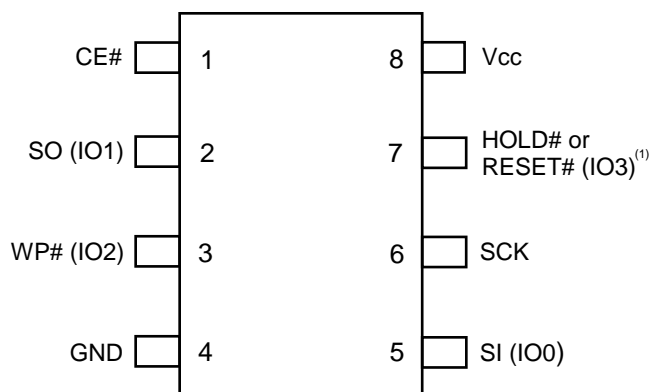 CE# 1 8 Vcc
SO (IO1) 2 7 HOLD# or
RESET# (IO3)(1)
WP# (IO2) 3 6 SCK
GND 4 5 SI (IO0)